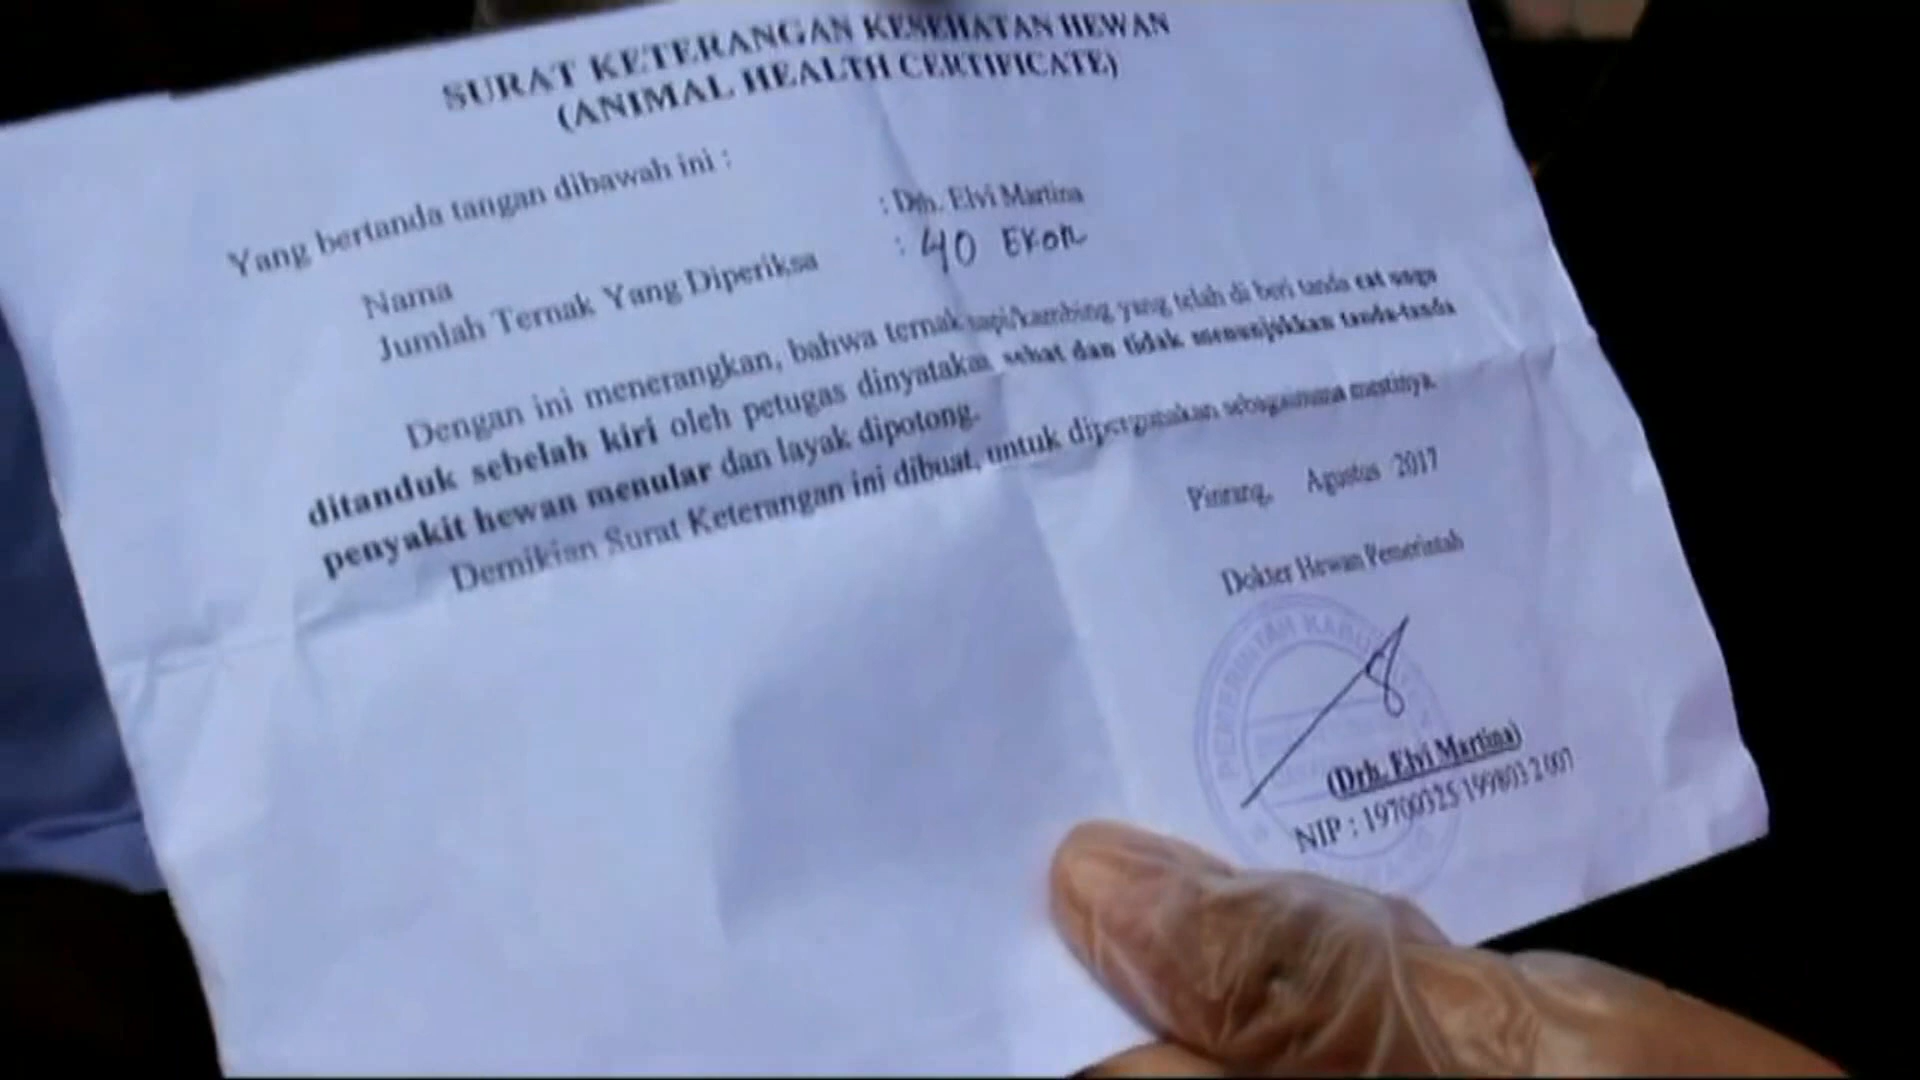 SURAT KETERANGAN KESEHATAN HEWAN
(ANIMAL HEALTH CERTIFICATE)
Yang bertanda tangan dibawah ini :
Nama : Drh. Elvi Martina
Jumlah Ternak Yang Diperiksa : 40 EKOR
Dengan ini menerangkan, bahwa ternak sapi/kambing yang telah di beri tanda cat ungu
ditanduk sebelah kiri oleh petugas dinyatakan sehat dan tidak menunjukkan tanda-tanda
penyakit hewan menular dan layak dipotong.
Demikian Surat Keterangan ini dibuat, untuk dipergunakan sebagaimana mestinya.
Pinrang, Agustus 2017
Dokter Hewan Pemerintah
PEMERINTAH
(Drh. Elvi Martina)
NIP : 19700325 199803 2 007